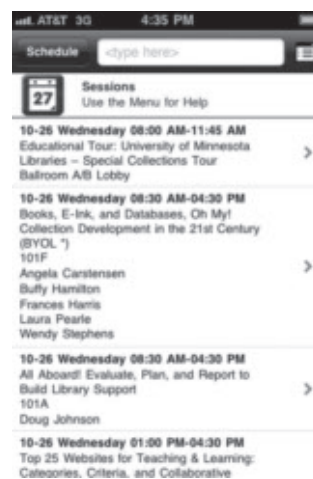 AT&T 3G 4:35 PM
Schedule <type here>
27 Sessions
Use the Menu for Help
10-26 Wednesday 08:00 AM-11:45 AM
Educational Tour: University of Minnesota
Libraries – Special Collections Tour
Ballroom A/B Lobby
10-26 Wednesday 08:30 AM-04:30 PM
Books, E-Ink, and Databases, Oh My!
Collection Development in the 21st Century
(BYOL *)
101F
Angela Carstensen
Buffy Hamilton
Frances Harris
Laura Pearle
Wendy Stephens
10-26 Wednesday 08:30 AM-04:30 PM
All Aboard! Evaluate, Plan, and Report to
Build Library Support
101A
Doug Johnson
10-26 Wednesday 01:00 PM-04:30 PM
Top 25 Websites for Teaching & Learning:
Categories, Criteria, and Collaborative